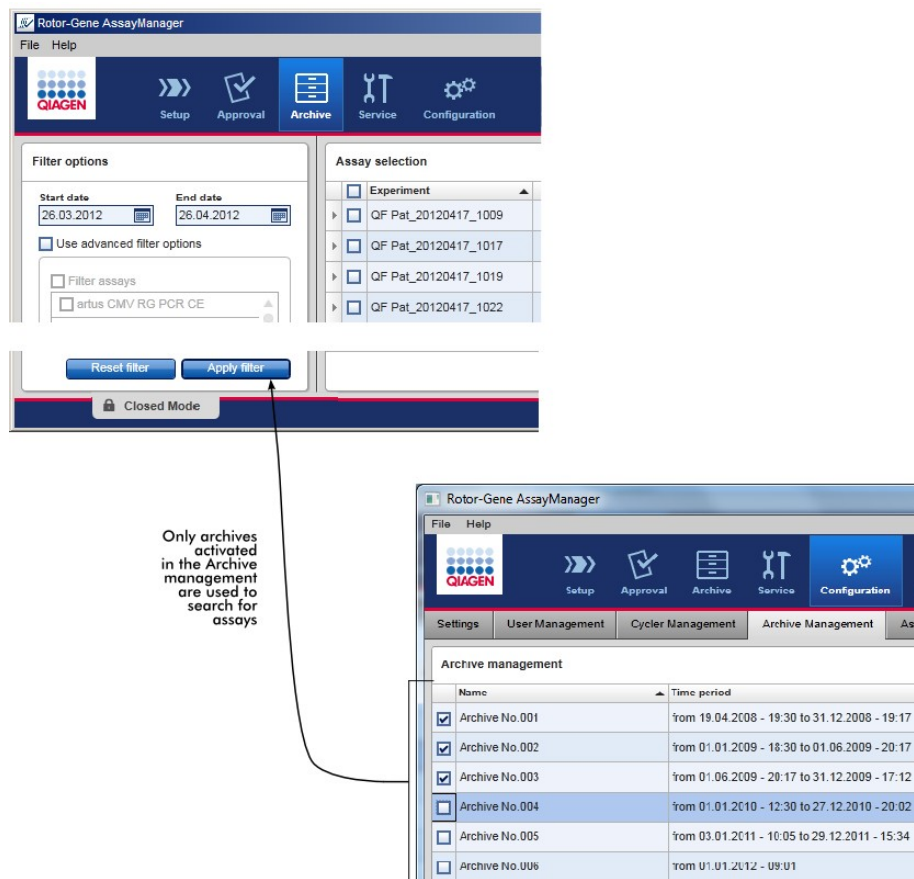 Rotor-Gene AssayManager
File Help
QIAGEN
Setup Approval Archive Service Configuration
Filter options
Assay selection
Start date End date
26.03.2012 26.04.2012
Use advanced filter options
Filter assays
artus CMV RG PCR CE
Experiment
QF Pat_20120417_1009
QF Pat_20120417_1017
QF Pat_20120417_1019
QF Pat_20120417_1022
Reset filter Apply filter
Closed Mode
Only archives
activated
in the Archive
management
are used to
search for
assays
Rotor-Gene AssayManager
File Help
QIAGEN
Setup Approval Archive Service Configuration
Settings User Management Cycler Management Archive Management As
Archive management
Name Time period
Archive No.001 from 19.04.2008 - 19:30 to 31.12.2008 - 19:17
Archive No.002 from 01.01.2009 - 18:30 to 01.06.2009 - 20:17
Archive No.003 from 01.06.2009 - 20:17 to 31.12.2009 - 17:12
Archive No.004 from 01.01.2010 - 12:30 to 27.12.2010 - 20:02
Archive No.005 from 03.01.2011 - 10:05 to 29.12.2011 - 15:34
Archive No.006 from 01.01.2012 - 09:01